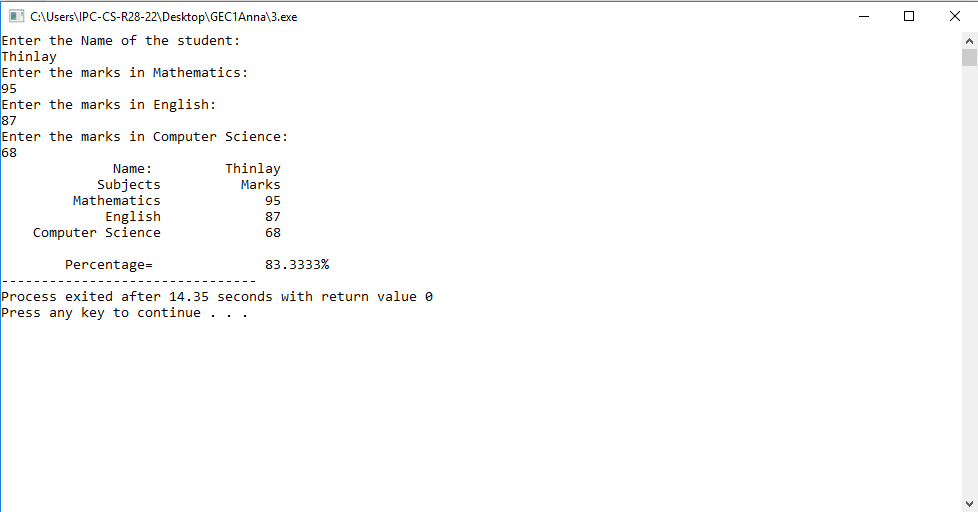 C:\Users\IPC-CS-R28-22\Desktop\GEC1Anna\3.exe
Enter the Name of the student:
Thinlay
Enter the marks in Mathematics:
95
Enter the marks in English:
87
Enter the marks in Computer Science:
68
              Name:         Thinlay
            Subjects          Marks
         Mathematics             95
             English             87
    Computer Science             68

        Percentage=              83.3333%
--------------------------------
Process exited after 14.35 seconds with return value 0
Press any key to continue . . .